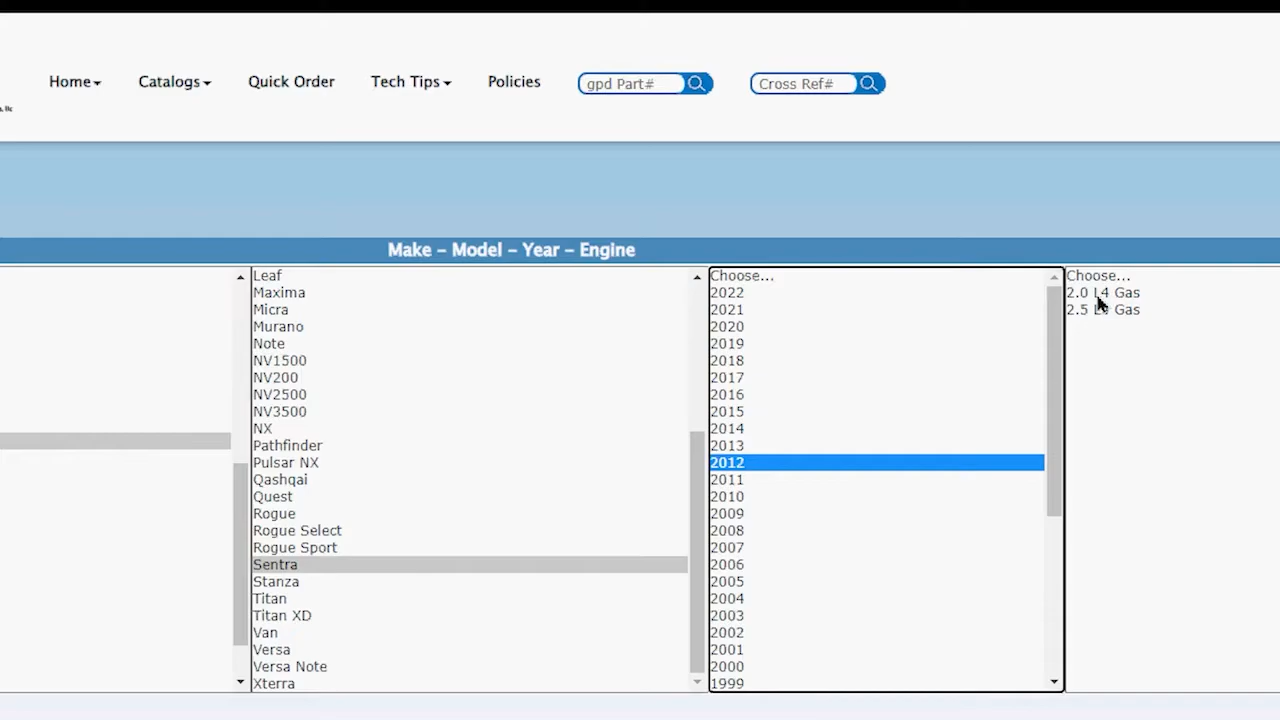 Home
Catalogs
Quick Order
Tech Tips
Policies
gpd Part#
Cross Ref#
Make - Model - Year - Engine
Leaf
Maxima
Micra
Murano
Note
NV1500
NV200
NV2500
NV3500
NX
Pathfinder
Pulsar NX
Qashqai
Quest
Rogue
Rogue Select
Rogue Sport
Sentra
Stanza
Titan
Titan XD
Van
Versa
Versa Note
Xterra
Choose...
2022
2021
2020
2019
2018
2017
2016
2015
2014
2013
2012
2011
2010
2009
2008
2007
2006
2005
2004
2003
2002
2001
2000
1999
Choose...
2.0 L4 Gas
2.5 Gas